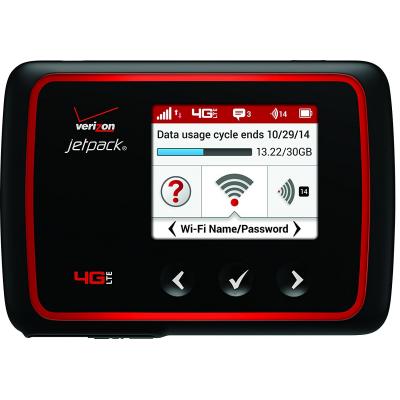 4G LTE 3 14
Data usage cycle ends 10/29/14
13.22/30GB
verizon
jetpack®
?
14
Wi-Fi Name/Password
4G LTE